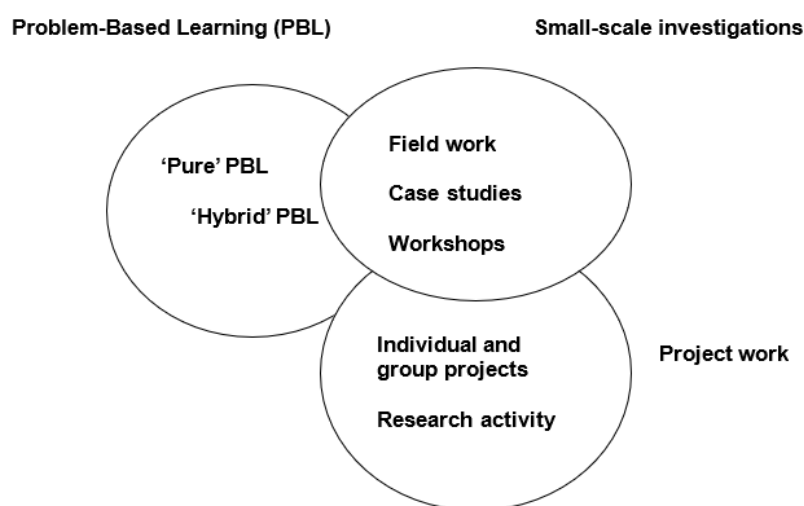 Problem-Based Learning (PBL)
Small-scale investigations
‘Pure’ PBL
‘Hybrid’ PBL
Field work
Case studies
Workshops
Individual and
group projects
Research activity
Project work